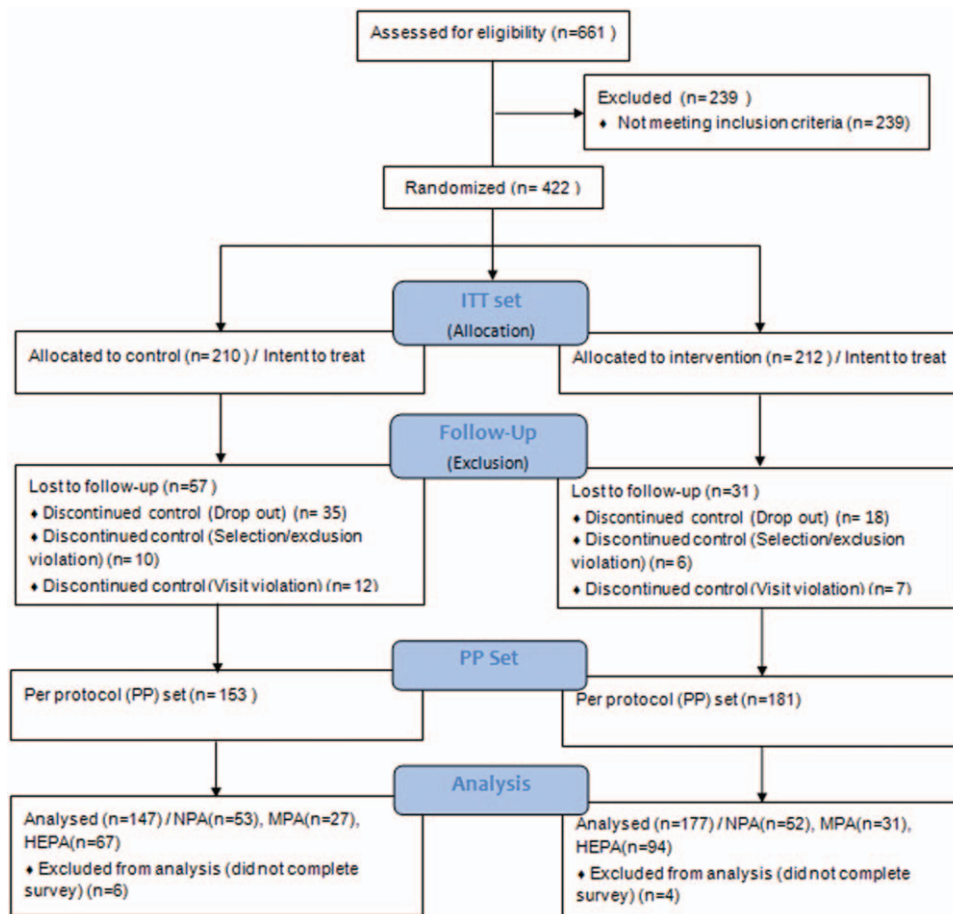 Assessed for eligibility (n=661 )
Excluded (n= 239 )
♦ Not meeting inclusion criteria (n= 239)
Randomized (n= 422 )
ITT set
(Allocation)
Allocated to control (n= 210) / Intent to treat
Allocated to intervention (n= 212) / Intent to treat
Follow-Up
(Exclusion)
Lost to follow-up (n=57 )
♦ Discontinued control (Drop out) (n= 35)
♦ Discontinued control (Selection/exclusion
violation) (n= 10)
♦ Discontinued control (Visit violation) (n= 12)
Lost to follow-up (n=31 )
♦ Discontinued control (Drop out) (n= 18)
♦ Discontinued control (Selection/exclusion
violation) (n= 6)
♦ Discontinued control (Visit violation) (n= 7)
PP Set
Per protocol (PP) set (n= 153 )
Per protocol (PP) set (n=181)
Analysis
Analysed (n=147) / NPA(n=53), MPA(n=27),
HEPA(n=67)
♦ Excluded from analysis (did not complete
survey) (n=6)
Analysed (n=177) / NPA(n=52), MPA(n=31),
HEPA(n=94)
♦ Excluded from analysis (did not complete
survey) (n=4)